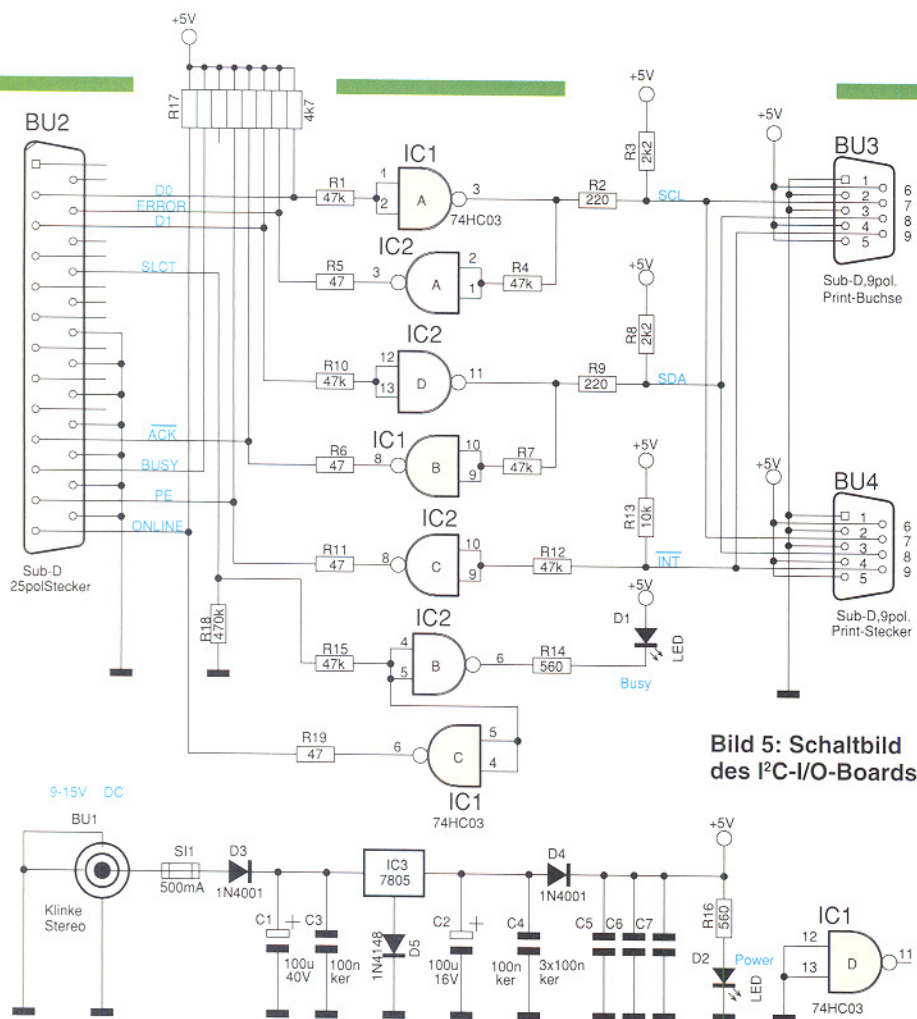 +5V
R17
4k7
BU2
D0
ERROR
D1
SLCT
ACK
BUSY
PE
ONLINE
Sub-D
25polStecker
R18
470k
IC1
R1
47k
1
2
A
3
74HC03
R2
220
+5V
R3
2k2
SCL
IC2
R5
47
3
A
2
1
R4
47k
IC2
R10
47k
12
13
D
11
R9
220
+5V
R8
2k2
SDA
IC1
R6
47
8
B
10
9
R7
47k
IC2
R11
47
8
C
10
9
R12
47k
+5V
R13
10k
INT
IC2
R15
47k
4
5
B
6
R14
560
+5V
D1
LED
Busy
R19
47
6
C
5
4
IC1
74HC03
+5V
BU3
1
2
3
4
5
6
7
8
9
Sub-D,9pol.
Print-Buchse
+5V
BU4
1
2
3
4
5
6
7
8
9
Sub-D,9pol.
Print-Stecker
Bild 5: Schaltbild
des I²C-I/O-Boards
9-15V DC
BU1
Klinke
Stereo
SI1
500mA
D3
1N4001
C1
+
100u
40V
C3
100n
ker
IC3
7805
1N4148
D5
C2
+
100u
16V
C4
100n
ker
D4
1N4001
C5
C6
C7
3x100n
ker
+5V
R16
560
D2
Power
LED
IC1
12
13
D
11
74HC03